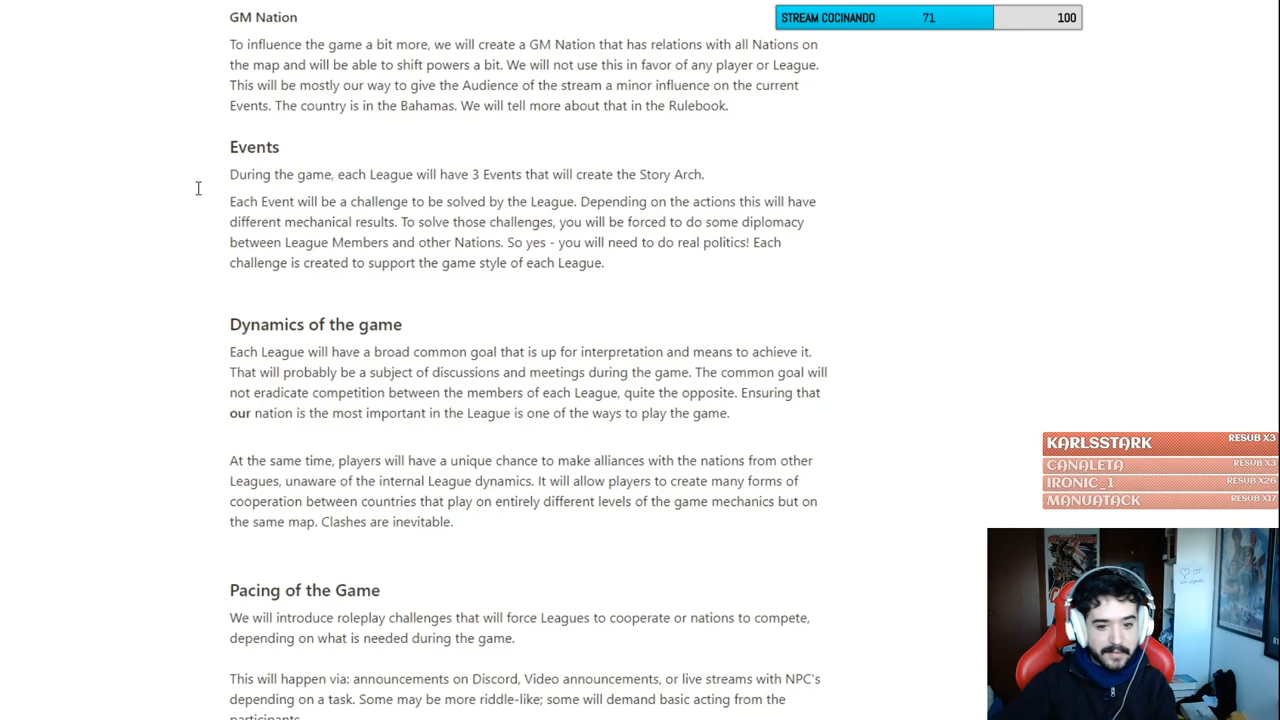 GM Nation
STREAM COCINANDO 71 100
To influence the game a bit more, we will create a GM Nation that has relations with all Nations on
the map and will be able to shift powers a bit. We will not use this in favor of any player or League.
This will be mostly our way to give the Audience of the stream a minor influence on the current
Events. The country is in the Bahamas. We will tell more about that in the Rulebook.
Events
During the game, each League will have 3 Events that will create the Story Arch.
Each Event will be a challenge to be solved by the League. Depending on the actions this will have
different mechanical results. To solve those challenges, you will be forced to do some diplomacy
between League Members and other Nations. So yes - you will need to do real politics! Each
challenge is created to support the game style of each League.
Dynamics of the game
Each League will have a broad common goal that is up for interpretation and means to achieve it.
That will probably be a subject of discussions and meetings during the game. The common goal will
not eradicate competition between the members of each League, quite the opposite. Ensuring that
our nation is the most important in the League is one of the ways to play the game.
At the same time, players will have a unique chance to make alliances with the nations from other
Leagues, unaware of the internal League dynamics. It will allow players to create many forms of
cooperation between countries that play on entirely different levels of the game mechanics but on
the same map. Clashes are inevitable.
KARLSSTARK RESUB X3
CANALETA RESUB X3
IRONIC_1 RESUB X26
MANUATACK RESUB X17
Pacing of the Game
We will introduce roleplay challenges that will force Leagues to cooperate or nations to compete,
depending on what is needed during the game.
This will happen via: announcements on Discord, Video announcements, or live streams with NPC's
depending on a task. Some may be more riddle-like; some will demand basic acting from the
participants.